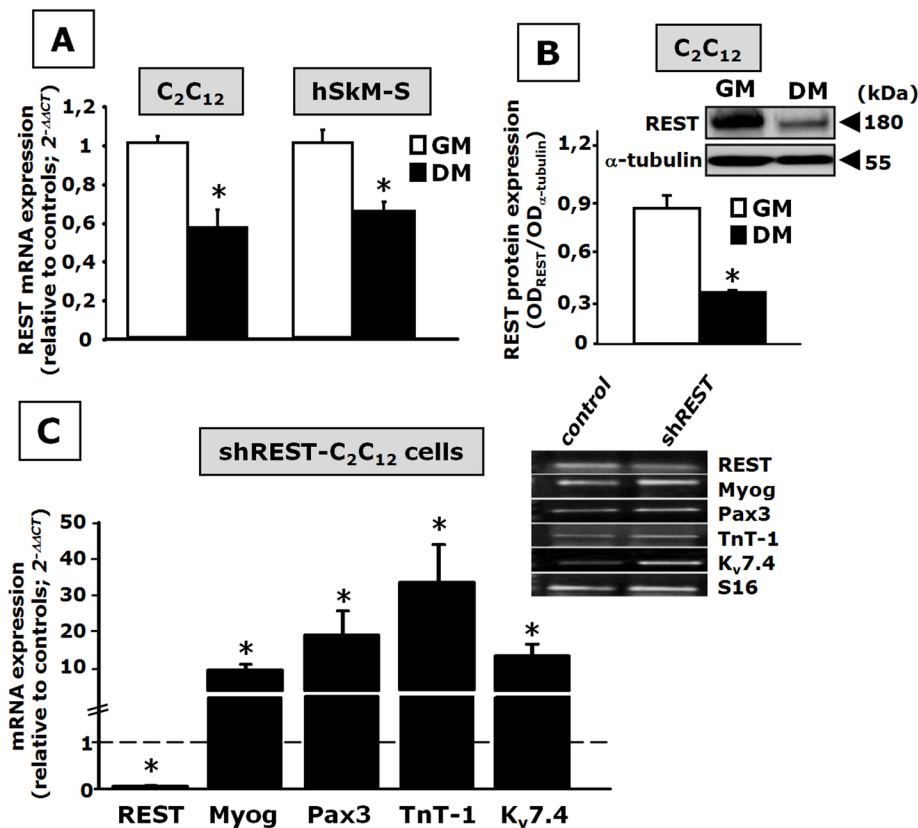 A
C2C12
hSkM-S
REST mRNA expression
(relative to controls; 2-ΔΔCT)
1,2
1
0,8
0,6
0,4
1,2
0
GM
DM
*
*
B
C2C12
GM DM (kDa)
REST 180
α-tubulin 55
REST protein expression
(ODREST/ODα-tubulin)
1,2
0,9
0,6
0,3
0
GM
DM
*
C
shREST-C2C12 cells
control
shREST
REST
Myog
Pax3
TnT-1
Kv7.4
S16
mRNA expression
(relative to controls; 2-ΔΔCT)
50
40
30
20
10
1
0
*
*
*
*
*
REST Myog Pax3 TnT-1 Kv7.4